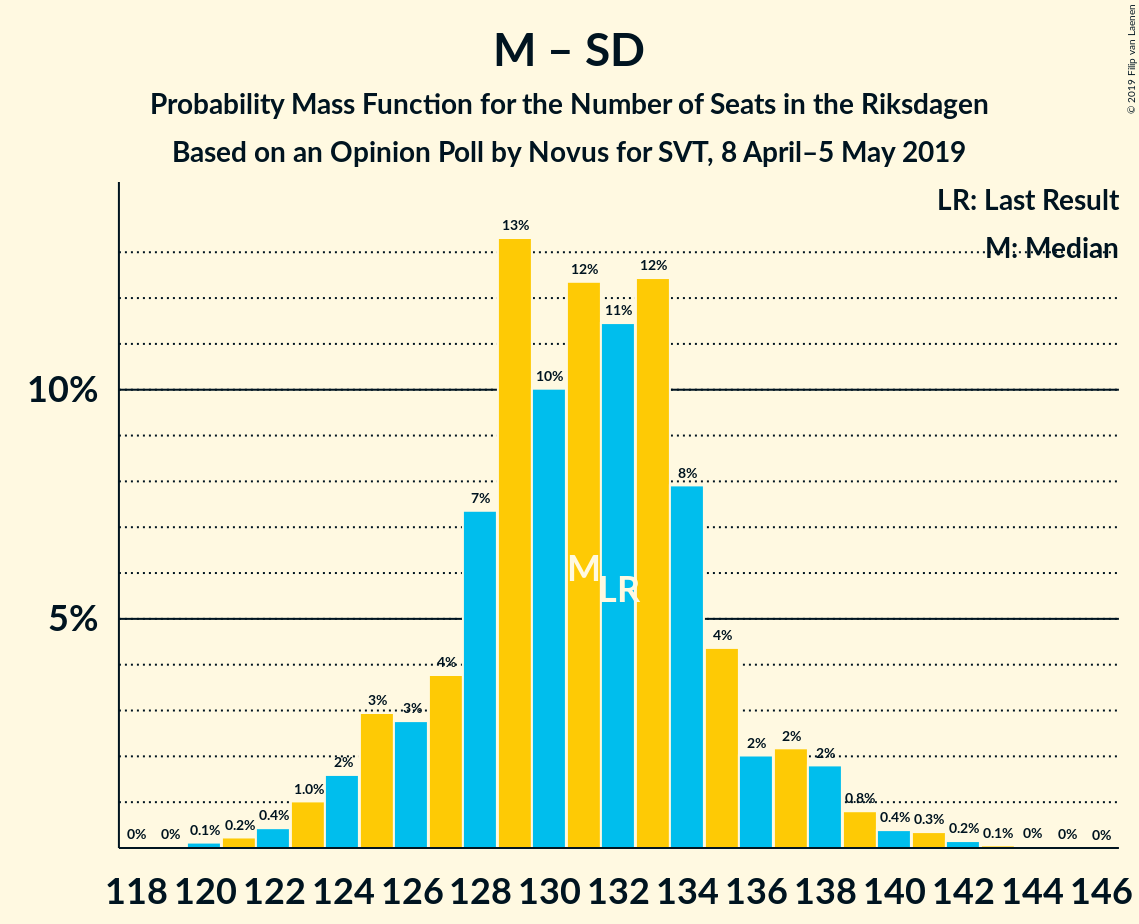 M – SD
Probability Mass Function for the Number of Seats in the Riksdagen
Based on an Opinion Poll by Novus for SVT, 8 April–5 May 2019
© 2019 Filip van Laenen
LR: Last Result
M: Median
10%
5%
0% 0% 0.1% 0.2% 0.4% 1.0% 2% 3% 3% 4% 7% 13% 10% 12% 11% 12% 8% 4% 2% 2% 2% 0.8% 0.4% 0.3% 0.2% 0.1% 0% 0% 0%
M
LR
118 120 122 124 126 128 130 132 134 136 138 140 142 144 146